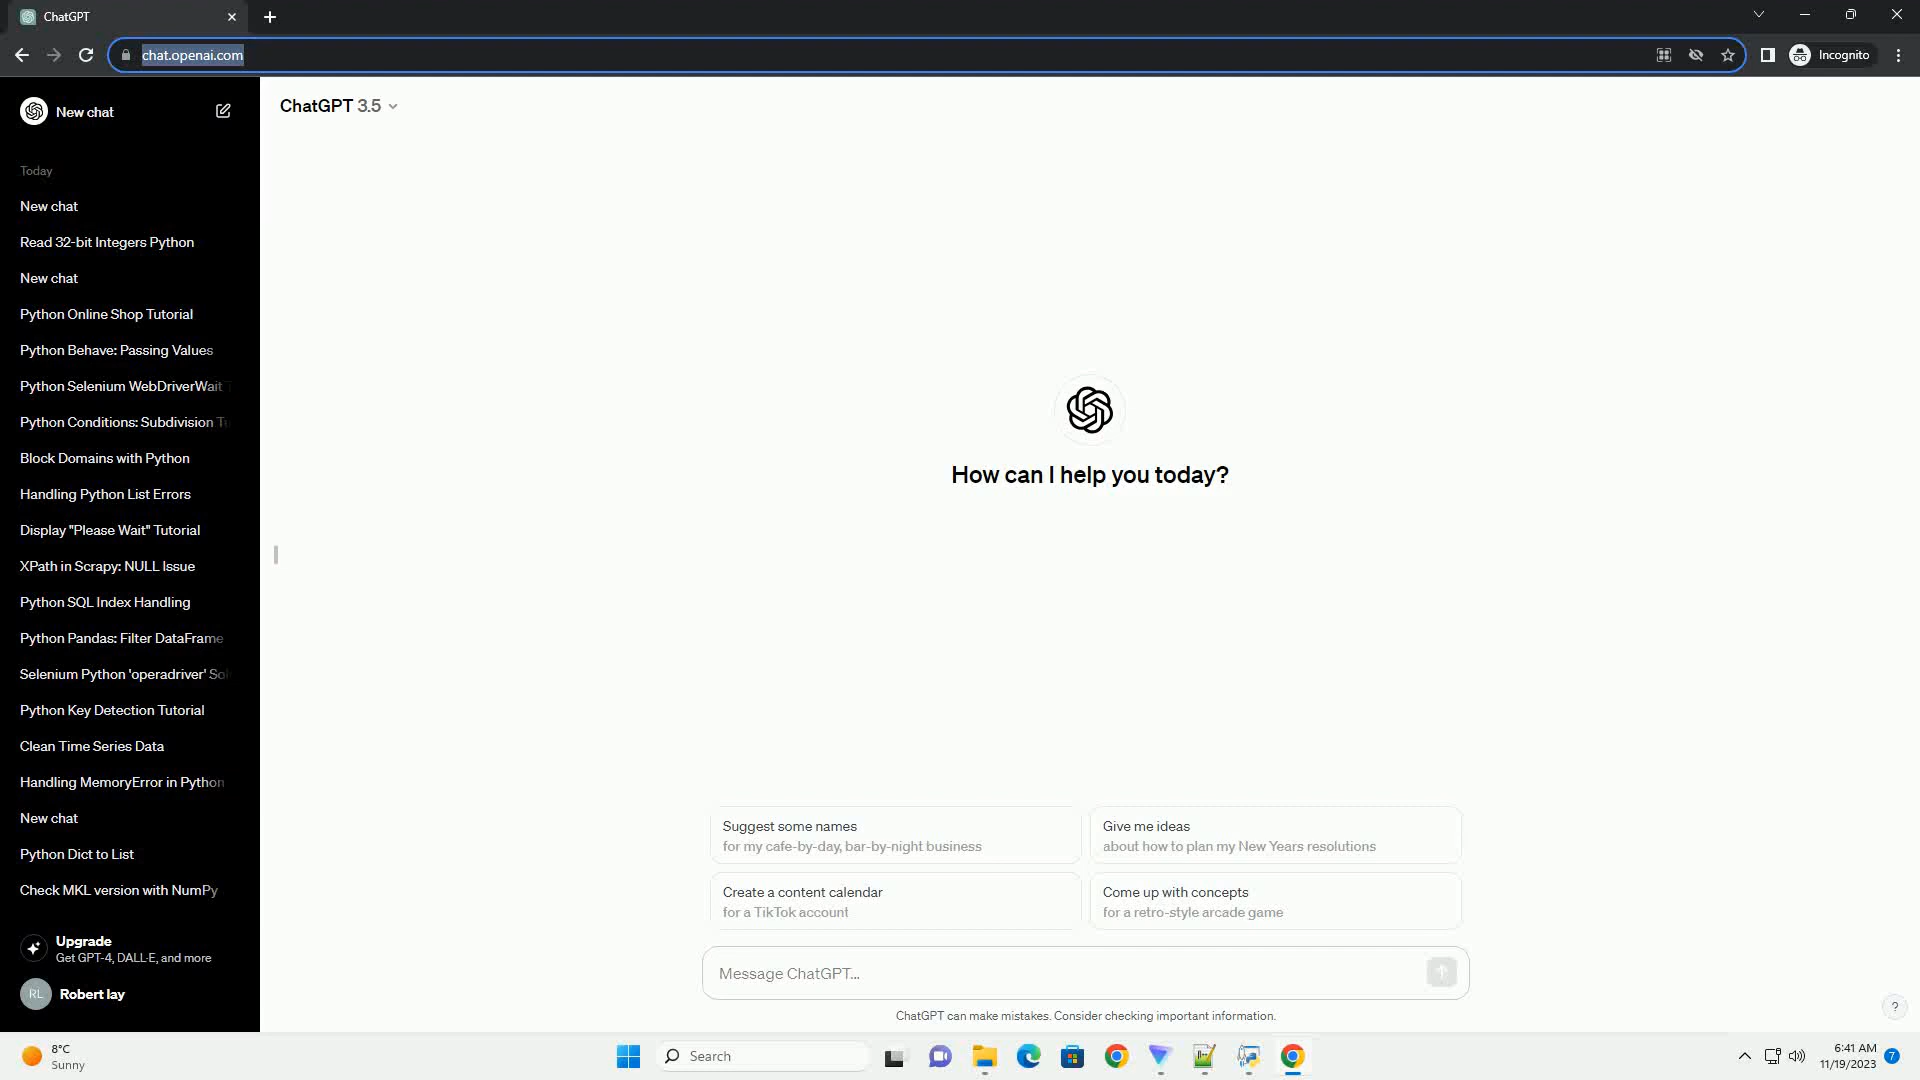 ChatGPT
chat.openai.com
Incognito
New chat
ChatGPT 3.5
Today
New chat
Read 32-bit Integers Python
New chat
Python Online Shop Tutorial
Python Behave: Passing Values
Python Selenium WebDriverWait T
Python Conditions: Subdivision Tu
Block Domains with Python
Handling Python List Errors
Display "Please Wait" Tutorial
XPath in Scrapy: NULL Issue
Python SQL Index Handling
Python Pandas: Filter DataFrame
Selenium Python 'operadriver' Sol
Python Key Detection Tutorial
Clean Time Series Data
Handling MemoryError in Python
New chat
Python Dict to List
Check MKL version with NumPy
Upgrade
Get GPT-4, DALL·E, and more
RL
Robert lay
How can I help you today?
Suggest some names
for my cafe-by-day, bar-by-night business
Give me ideas
about how to plan my New Years resolutions
Create a content calendar
for a TikTok account
Come up with concepts
for a retro-style arcade game
Message ChatGPT...
ChatGPT can make mistakes. Consider checking important information.
?
8°C
Sunny
Search
6:41 AM
11/19/2023
7